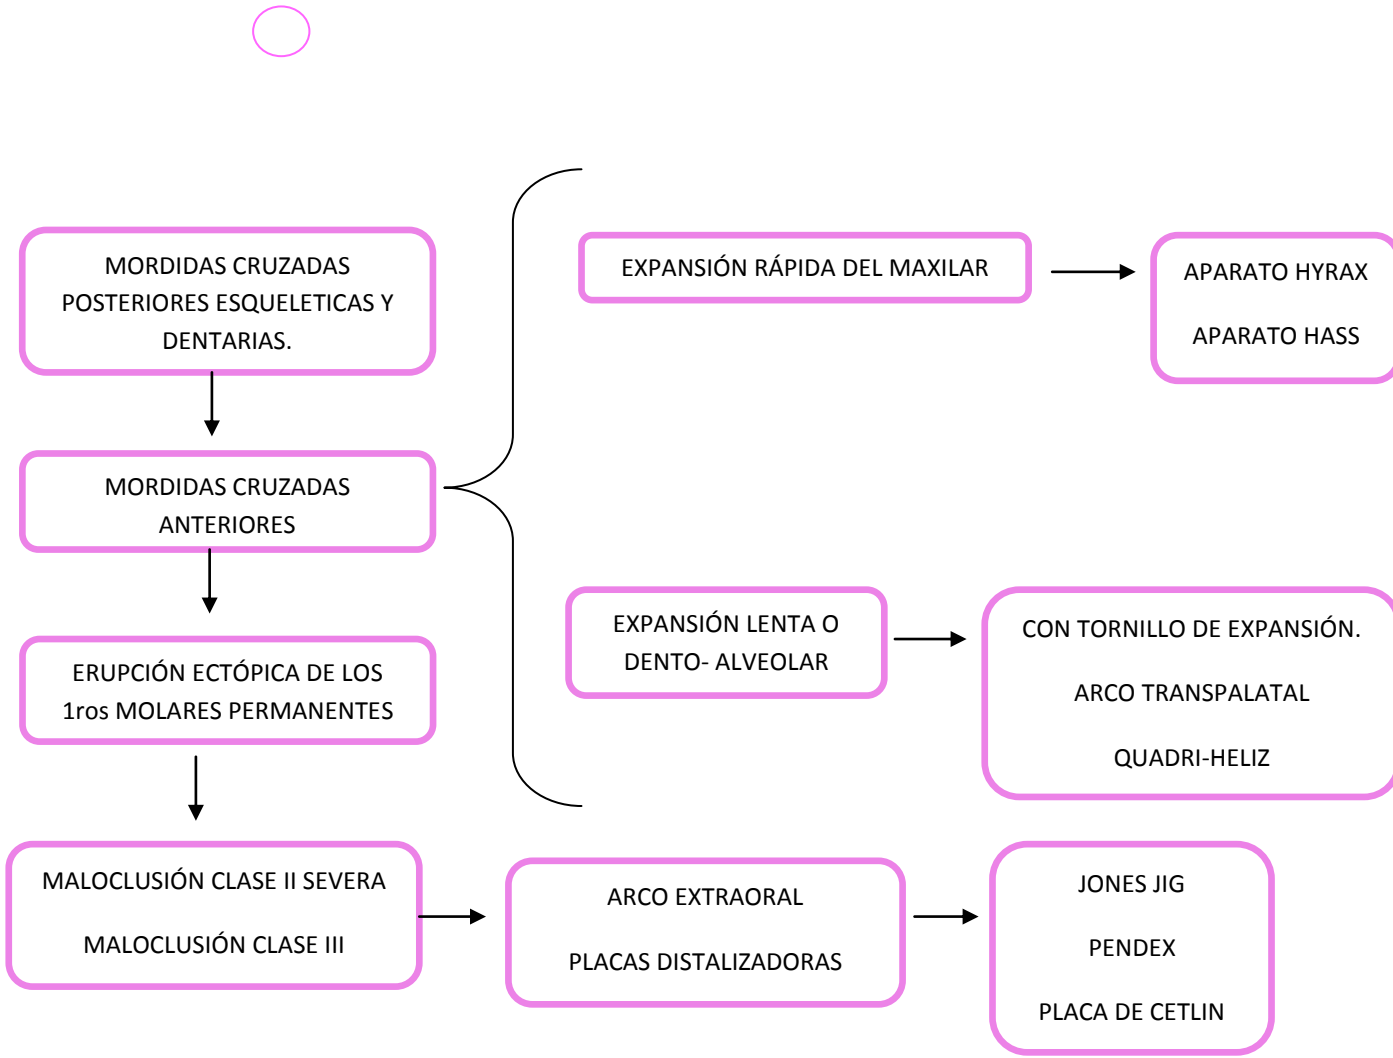 MORDIDAS CRUZADAS
POSTERIORES ESQUELETICAS Y
DENTARIAS.
EXPANSIÓN RÁPIDA DEL MAXILAR
APARATO HYRAX
APARATO HASS
MORDIDAS CRUZADAS
ANTERIORES
EXPANSIÓN LENTA O
DENTO- ALVEOLAR
CON TORNILLO DE EXPANSIÓN.
ARCO TRANSPALATAL
QUADRI-HELIZ
ERUPCIÓN ECTÓPICA DE LOS
1ros MOLARES PERMANENTES
MALOCLUSIÓN CLASE II SEVERA
MALOCLUSIÓN CLASE III
ARCO EXTRAORAL
PLACAS DISTALIZADORAS
JONES JIG
PENDEX
PLACA DE CETLIN